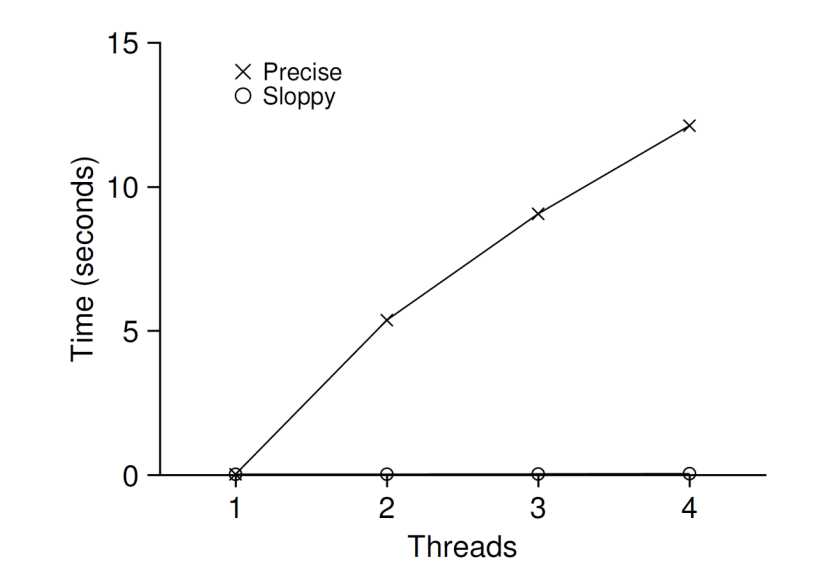 15
× Precise
○ Sloppy
10
Time (seconds)
5
0
1 2 3 4
Threads